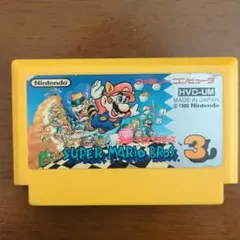 Nintendo
ファミリー コンピュータ
HVC-UM
MADE IN JAPAN
©1988 Nintendo
SUPER MARIO BROS. 3